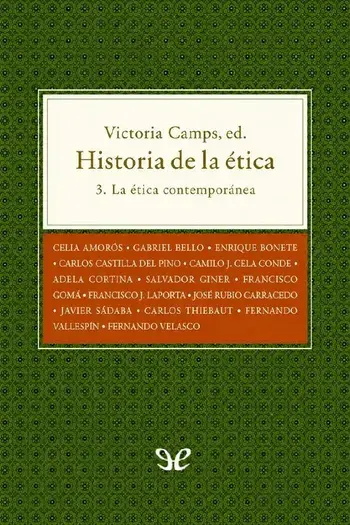 Victoria Camps, ed.
Historia de la ética
3. La ética contemporánea
CELIA AMORÓS • GABRIEL BELLO • ENRIQUE BONETE
• CARLOS CASTILLA DEL PINO • CAMILO J. CELA CONDE •
ADELA CORTINA • SALVADOR GINER • FRANCISCO
GOMÁ • FRANCISCO J. LAPORTA • JOSÉ RUBIO CARRACEDO
• JAVIER SÁDABA • CARLOS THIEBAUT • FERNANDO
VALLESPÍN • FERNANDO VELASCO